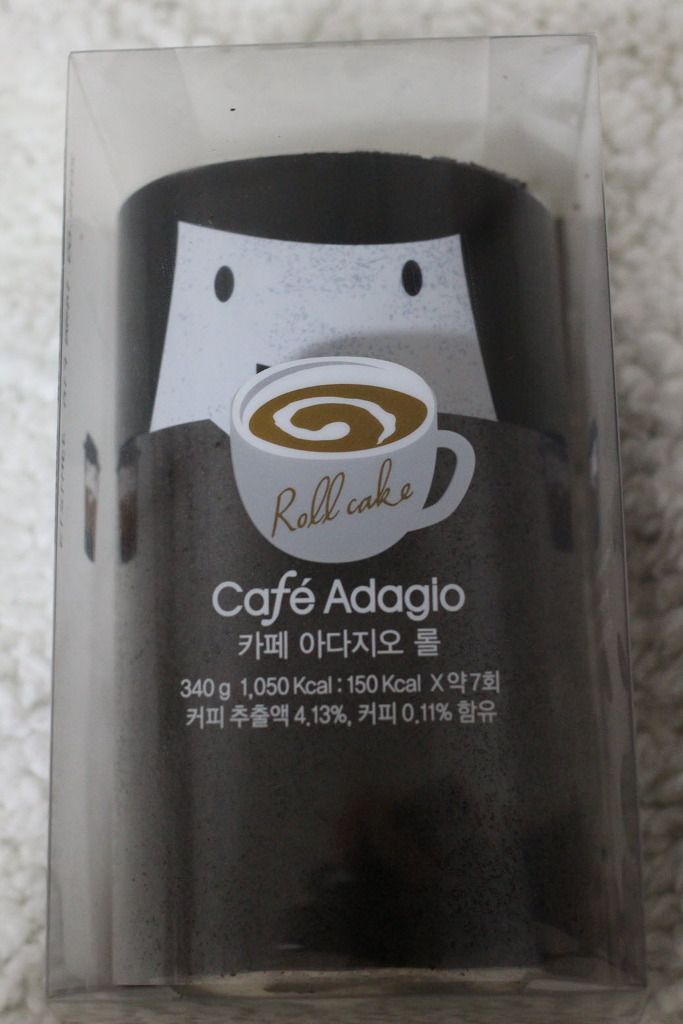 Roll cake
Café Adagio
카페 아다지오 롤
340 g 1,050 Kcal : 150 Kcal X 약 7회
커피 추출액 4.13%, 커피 0.11% 함유